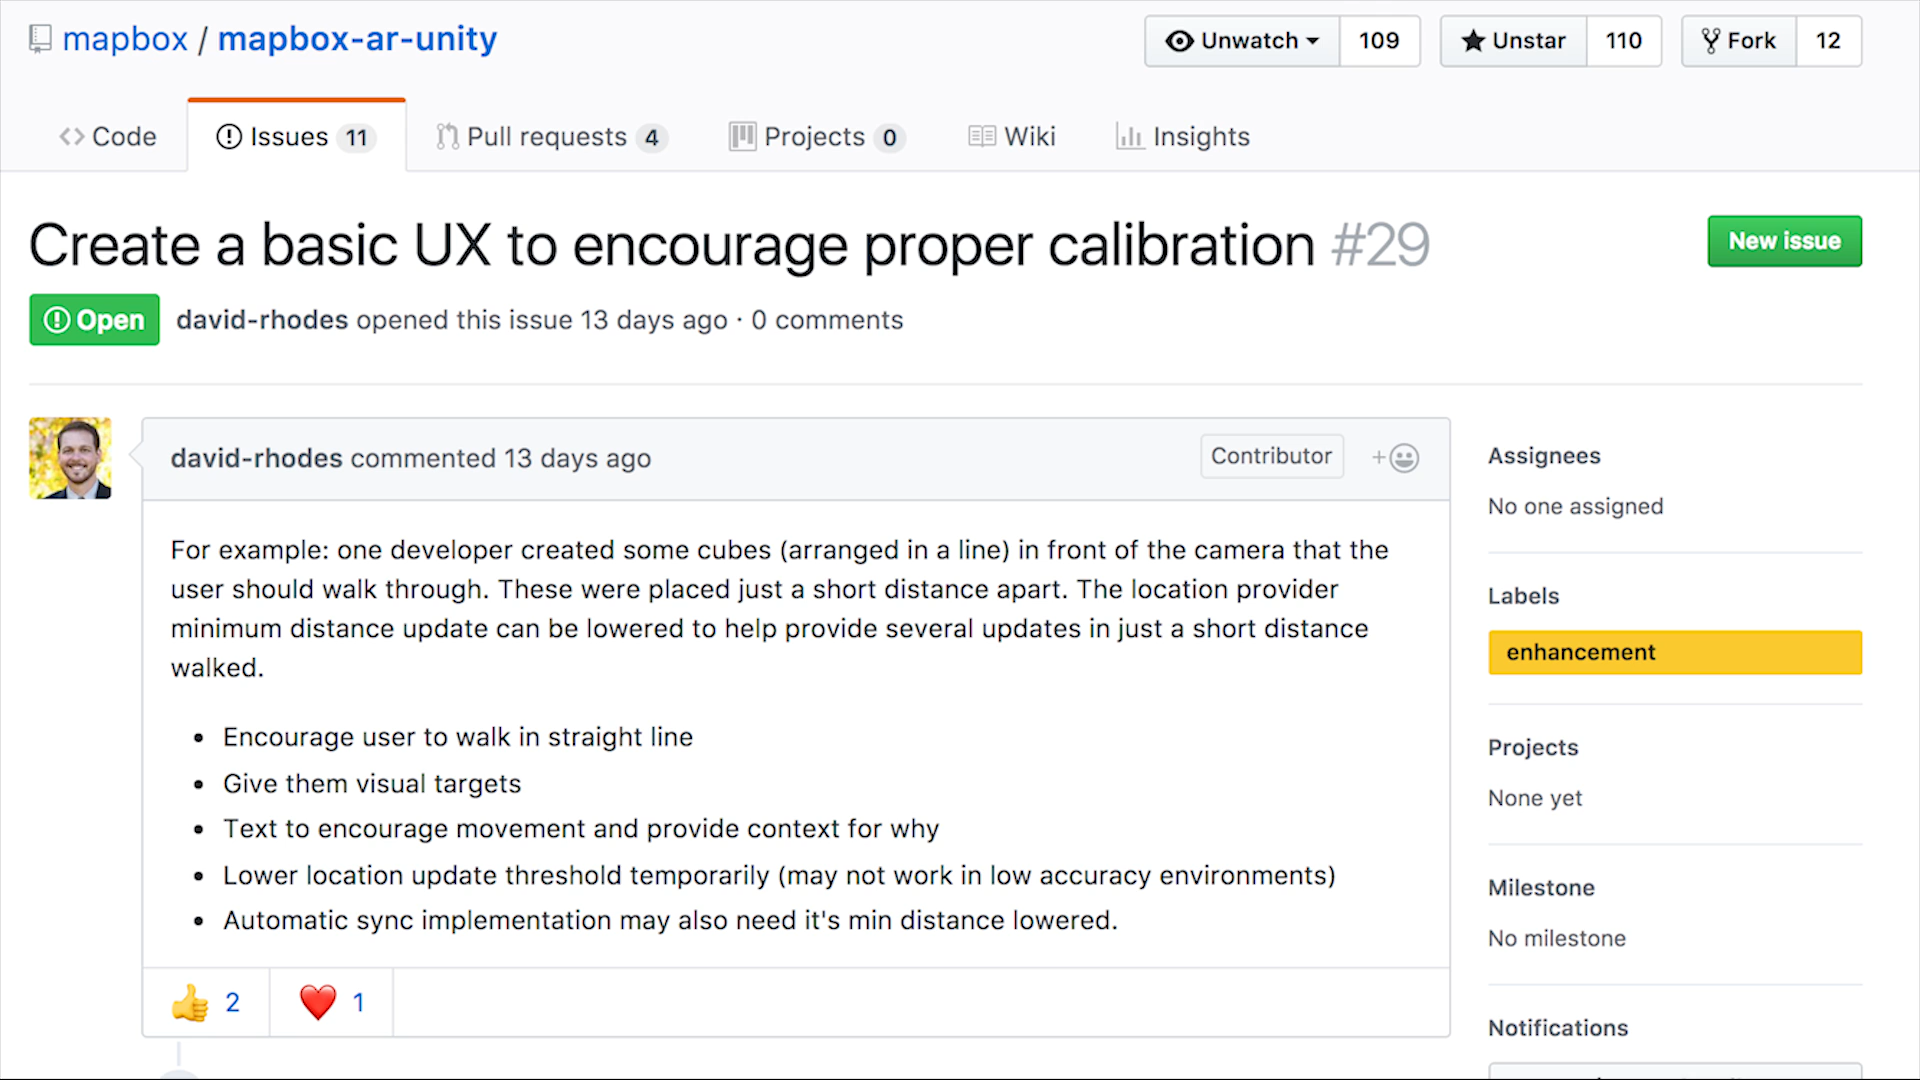 mapbox / mapbox-ar-unity
Unwatch 109
Unstar 110
Fork 12
Code
Issues 11
Pull requests 4
Projects 0
Wiki
Insights
Create a basic UX to encourage proper calibration #29
New issue
Open
david-rhodes opened this issue 13 days ago · 0 comments
david-rhodes commented 13 days ago
Contributor
+
For example: one developer created some cubes (arranged in a line) in front of the camera that the
user should walk through. These were placed just a short distance apart. The location provider
minimum distance update can be lowered to help provide several updates in just a short distance
walked.
• Encourage user to walk in straight line
• Give them visual targets
• Text to encourage movement and provide context for why
• Lower location update threshold temporarily (may not work in low accuracy environments)
• Automatic sync implementation may also need it's min distance lowered.
👍 2
❤️ 1
Assignees
No one assigned
Labels
enhancement
Projects
None yet
Milestone
No milestone
Notifications